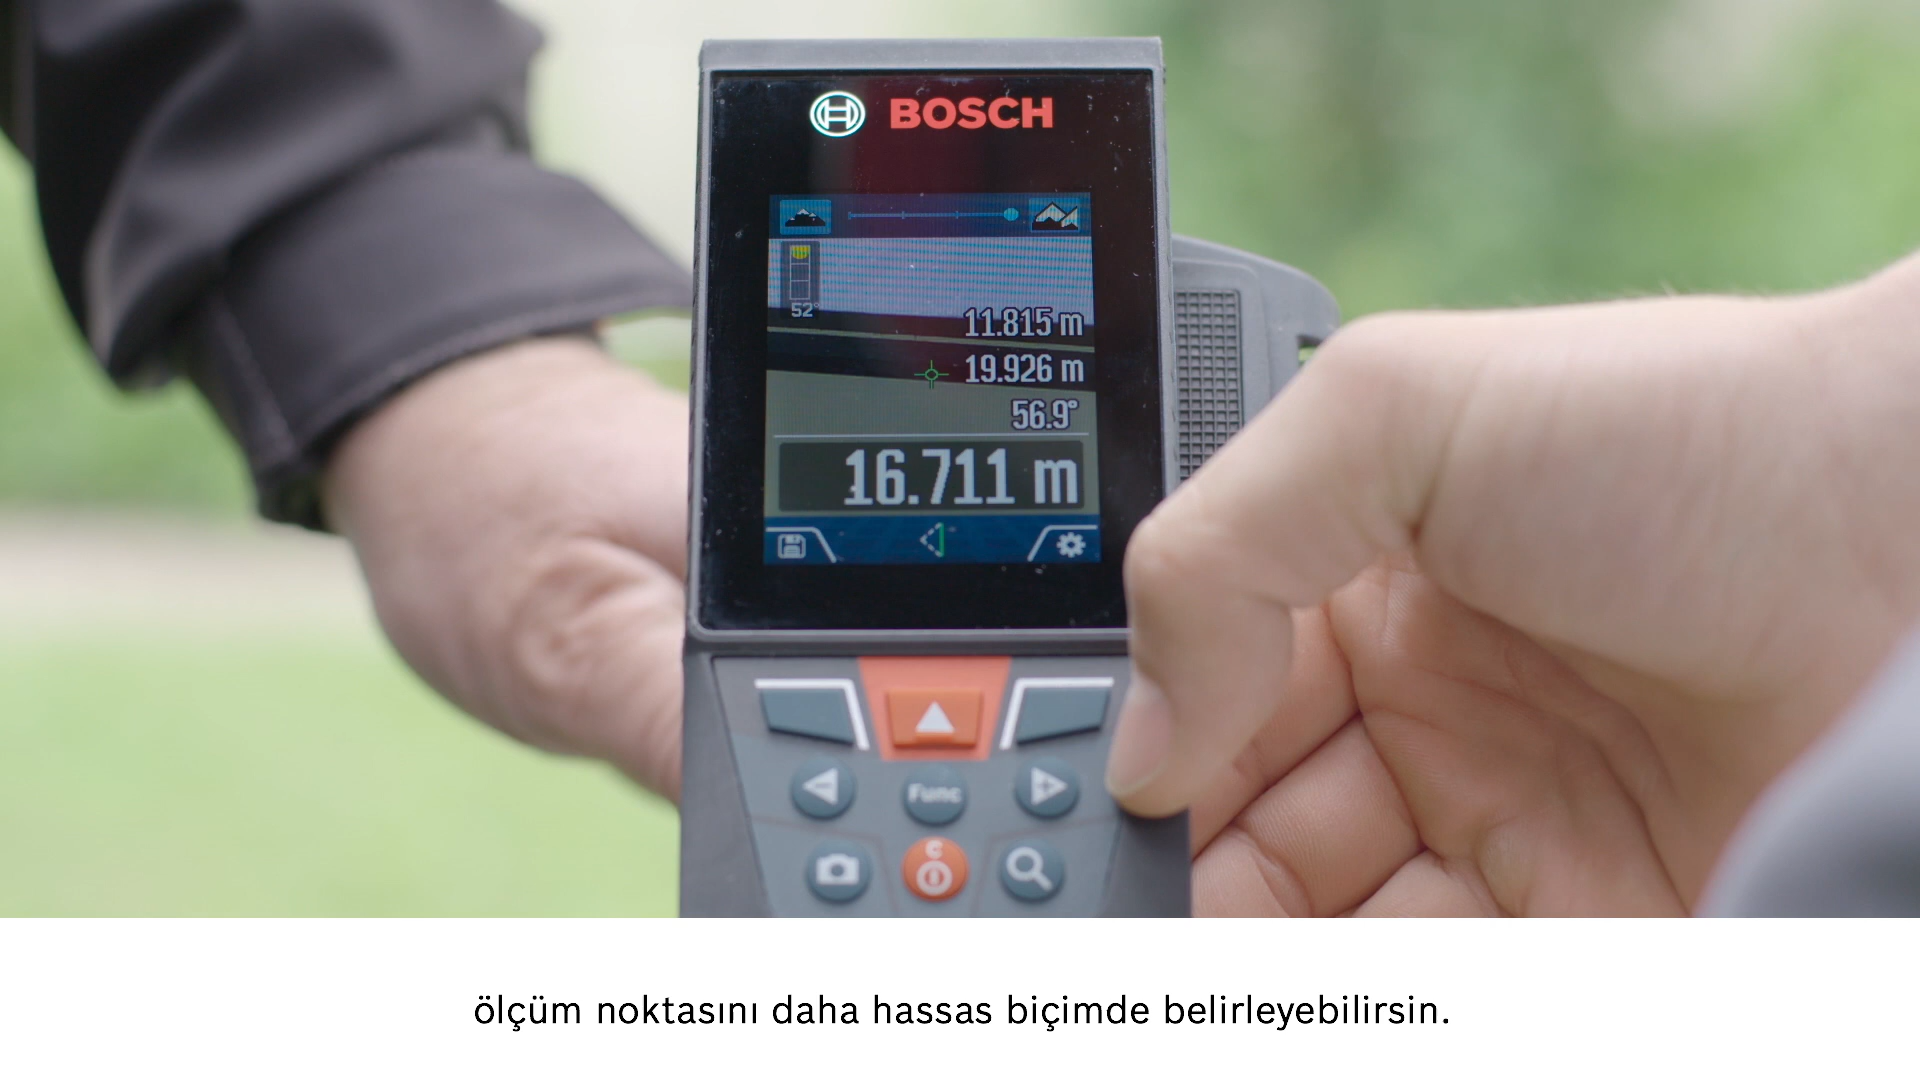 BOSCH
52°
11.815 m
19.926 m
56.9°
16.711 m
Func
C
ölçüm noktasını daha hassas biçimde belirleyebilirsin.